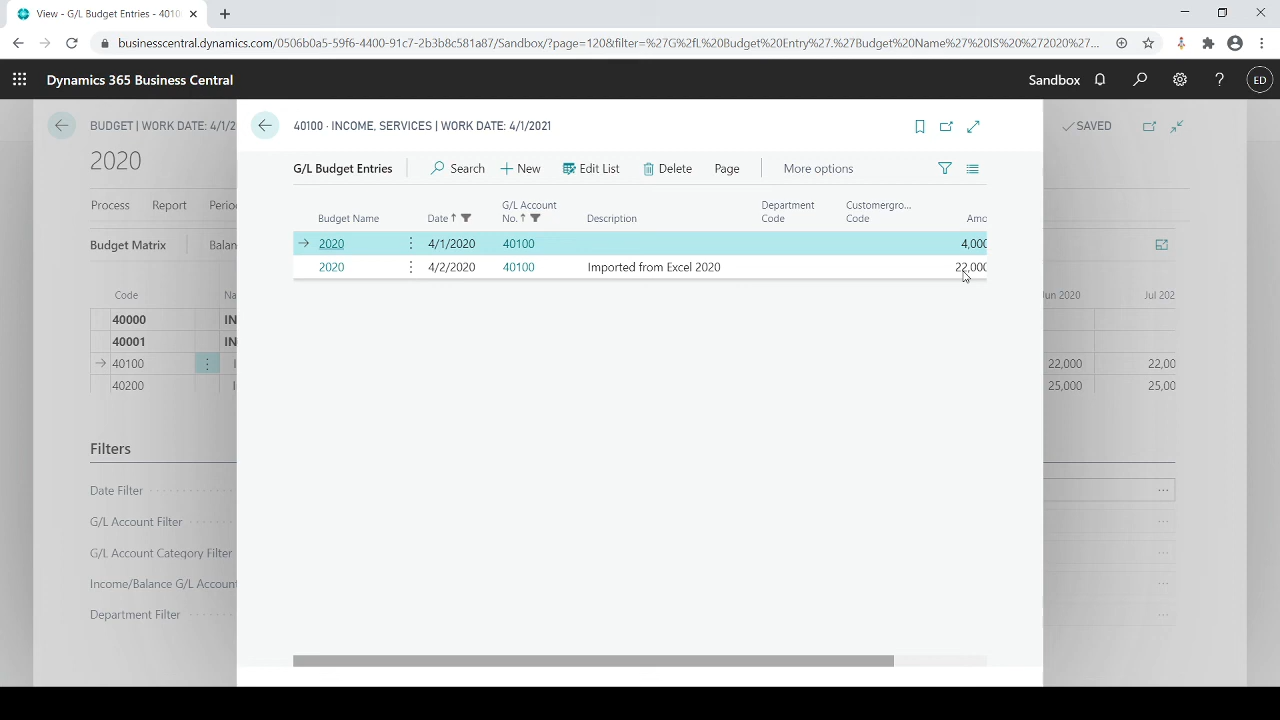 View - G/L Budget Entries - 4010
businesscentral.dynamics.com/0506b0a5-59f6-4400-91c7-2b3b8c581a87/Sandbox/?page=120&filter=%27G%2fL%20Budget%20Entry%27.%27Budget%20Name%27%20IS%20%272020%27...
Dynamics 365 Business Central
Sandbox
?
ED
BUDGET | WORK DATE: 4/1/2
40100 · INCOME, SERVICES | WORK DATE: 4/1/2021
SAVED
2020
G/L Budget Entries
Search
New
Edit List
Delete
Page
More options
Process
Report
Perio
Budget Matrix
Balan
Budget Name
Date↑
G/L Account
No.↑
Description
Department
Code
Customergro...
Code
Amo
2020 4/1/2020 40100 4,000
2020 4/2/2020 40100 Imported from Excel 2020 22,000
Code Na Jun 2020 Jul 202
40000 IN
40001 IN
40100 I 22,000 22,00
40200 I 25,000 25,00
Filters
Date Filter
...
G/L Account Filter
...
G/L Account Category Filter
...
Income/Balance G/L Account
...
Department Filter
...